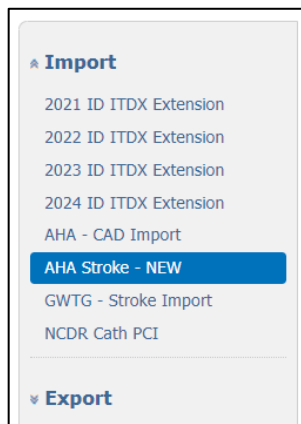 Import
2021 ID ITDX Extension
2022 ID ITDX Extension
2023 ID ITDX Extension
2024 ID ITDX Extension
AHA - CAD Import
AHA Stroke - NEW
GWTG - Stroke Import
NCDR Cath PCI
Export